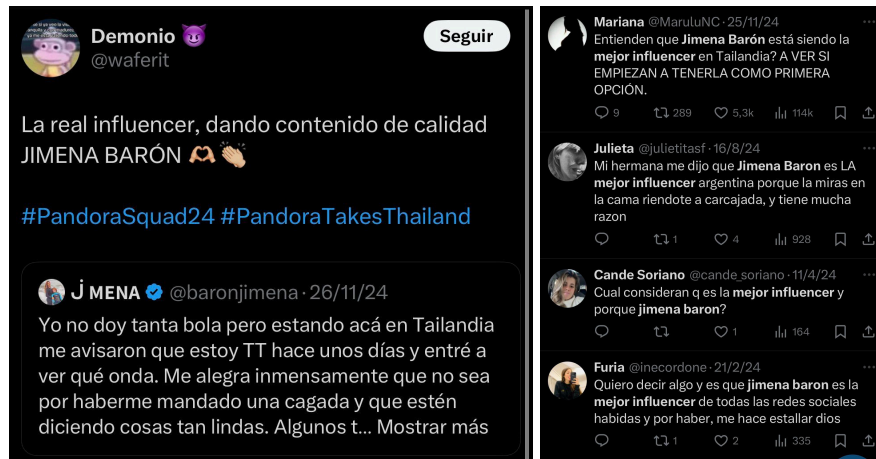 Demonio 😈
@waferit
Seguir
La real influencer, dando contenido de calidad
JIMENA BARÓN 🫶🏼👏🏼
#PandoraSquad24 #PandoraTakesThailand
J MENA @baronjimena · 26/11/24
Yo no doy tanta bola pero estando acá en Tailandia
me avisaron que estoy TT hace unos días y entré a
ver qué onda. Me alegra inmensamente que no sea
por haberme mandado una cagada y que estén
diciendo cosas tan lindas. Algunos t... Mostrar más
Mariana @MaruluNC · 25/11/24
Entienden que Jimena Barón está siendo la
mejor influencer en Tailandia? A VER SI
EMPIEZAN A TENERLA COMO PRIMERA
OPCIÓN.
9 289 5,3k 114k
Julieta @julietitasf · 16/8/24
Mi hermana me dijo que Jimena Baron es LA
mejor influencer argentina porque la miras en
la cama riendote a carcajada, y tiene mucha
razon
1 4 928
Cande Soriano @cande_soriano · 11/4/24
Cual consideran q es la mejor influencer y
porque jimena baron?
1 164
Furia @inecordone · 21/2/24
Quiero decir algo y es que jimena baron es la
mejor influencer de todas las redes sociales
habidas y por haber, me hace estallar dios
1 2 335